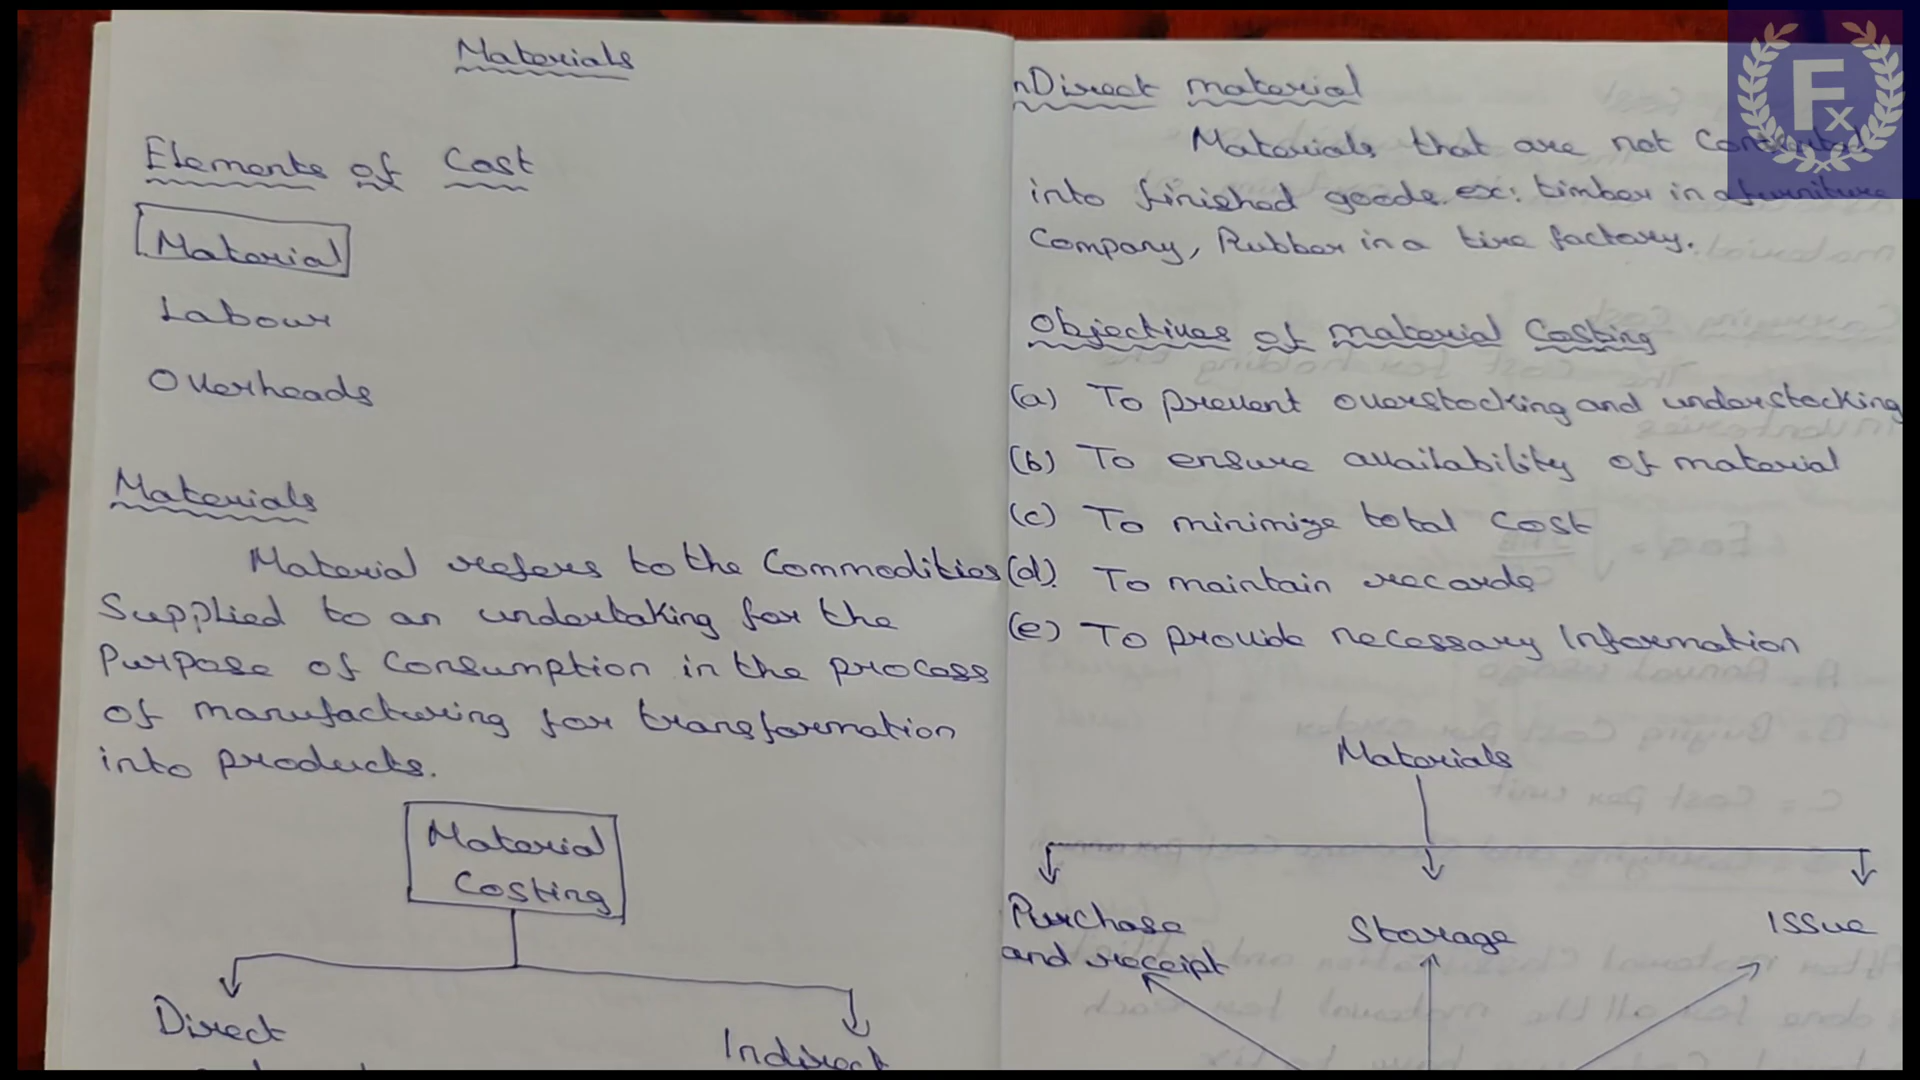 Materials
Elements of Cost
Material
Labour
Overheads
Materials
Material refers to the Commodities
Supplied to an undertaking for the
Purpose of Consumption in the process
of manufacturing for transformation
into products.
Material
Costing
Direct
Indirect
nDirect material
Materials that are not Converted
into finished goods. ex: timber in a furniture
Company, Rubber in a tire factory.
Objectives of material Costing
(a) To prevent overstocking and understocking
(b) To ensure availability of material
(c) To minimize total cost
(d) To maintain records
(e) To provide necessary Information
Materials
Purchase
and receipt
Storage
Issue
Fx